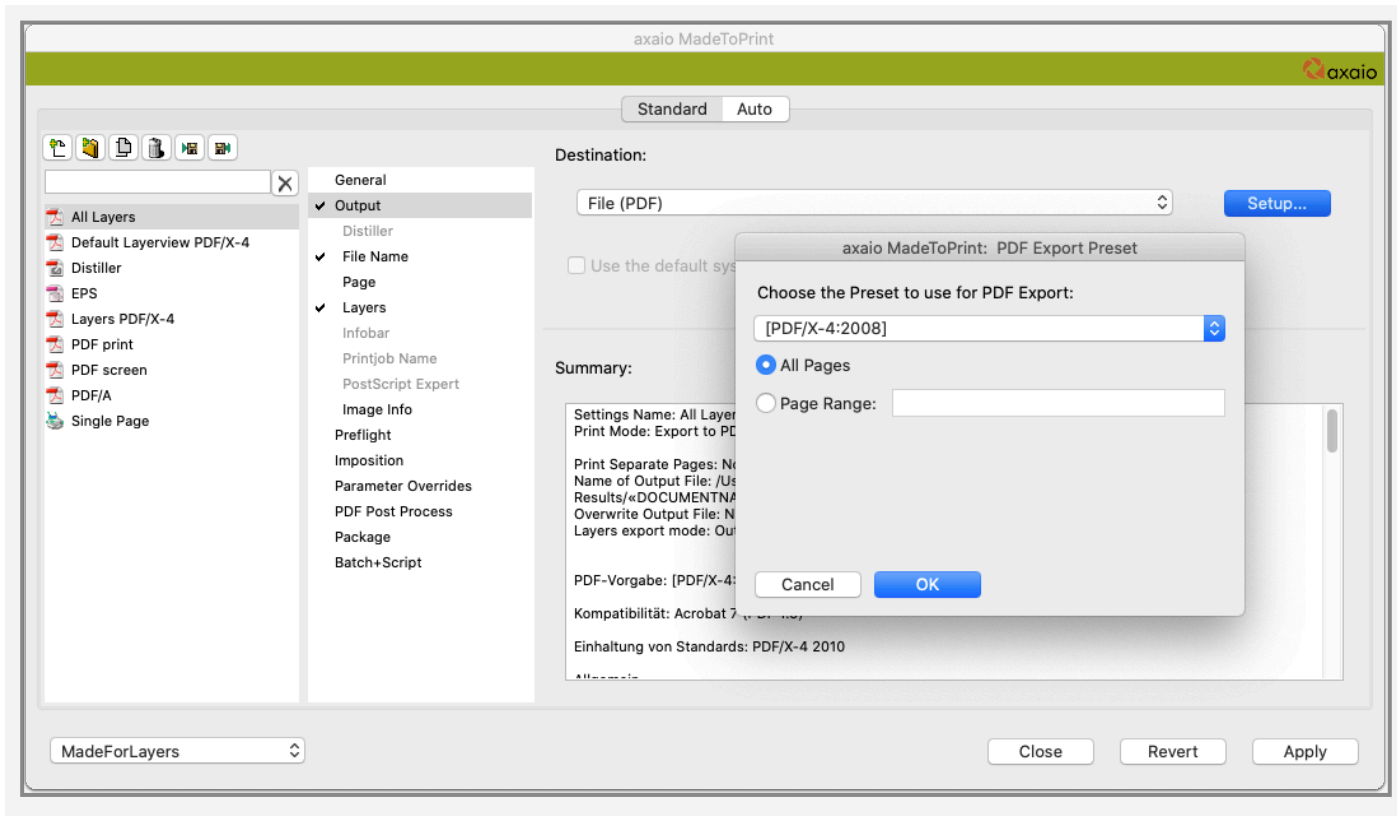 axaio MadeToPrint
axaio
Standard Auto
Destination:
File (PDF)
Setup...
Use the default sys
All Layers
Default Layerview PDF/X-4
Distiller
EPS
Layers PDF/X-4
PDF print
PDF screen
PDF/A
Single Page
General
Output
Distiller
File Name
Page
Layers
Infobar
Printjob Name
PostScript Expert
Image Info
Preflight
Imposition
Parameter Overrides
PDF Post Process
Package
Batch+Script
axaio MadeToPrint: PDF Export Preset
Choose the Preset to use for PDF Export:
[PDF/X-4:2008]
All Pages
Page Range:
Cancel OK
Summary:
Settings Name: All Layer
Print Mode: Export to PD
Print Separate Pages: No
Name of Output File: /Us
Results/«DOCUMENTNA
Overwrite Output File: N
Layers export mode: Out
PDF-Vorgabe: [PDF/X-4:
Kompatibilität: Acrobat 7
Einhaltung von Standards: PDF/X-4 2010
MadeForLayers
Close Revert Apply